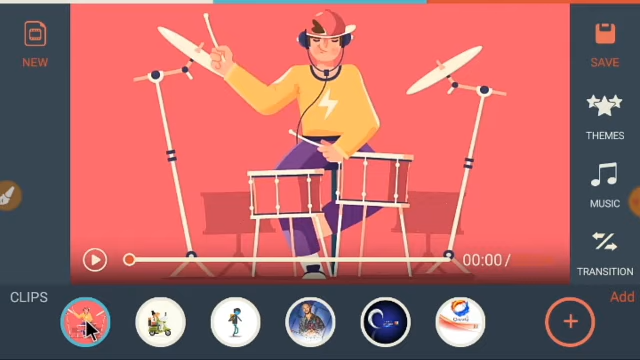 NEW
SAVE
THEMES
MUSIC
TRANSITION
00:00/
CLIPS
Add